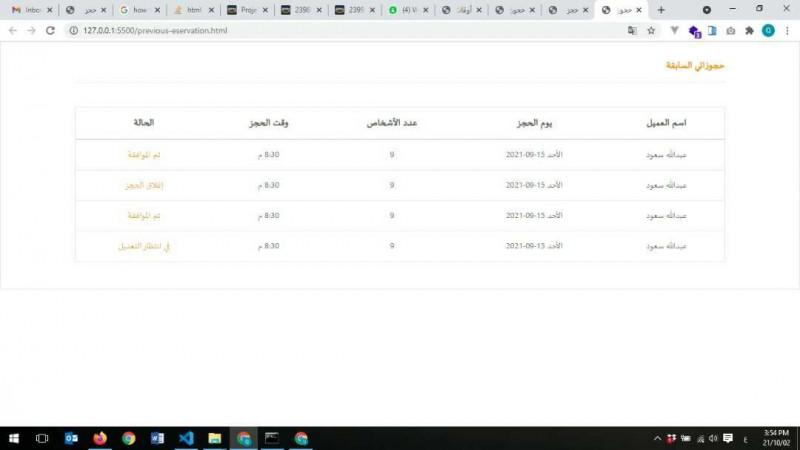 Inbo
حجز
how
html
Proje
2398
2399
(4) V
أوقات
حجوز
حجز
حجوز
127.0.0.1:5500/previous-eservation.html
حجوزاتي السابقة
اسم العميل يوم الحجز عدد الأشخاص وقت الحجز الحالة
عبدالله سعود الأحد 15-09-2021 9 8:30 م تم الموافقة
عبدالله سعود الأحد 15-09-2021 9 8:30 م إغلاق الحجز
عبدالله سعود الأحد 15-09-2021 9 8:30 م تم الموافقة
عبدالله سعود الأحد 15-09-2021 9 8:30 م في انتظار التعديل
3:54 PM
21/10/02